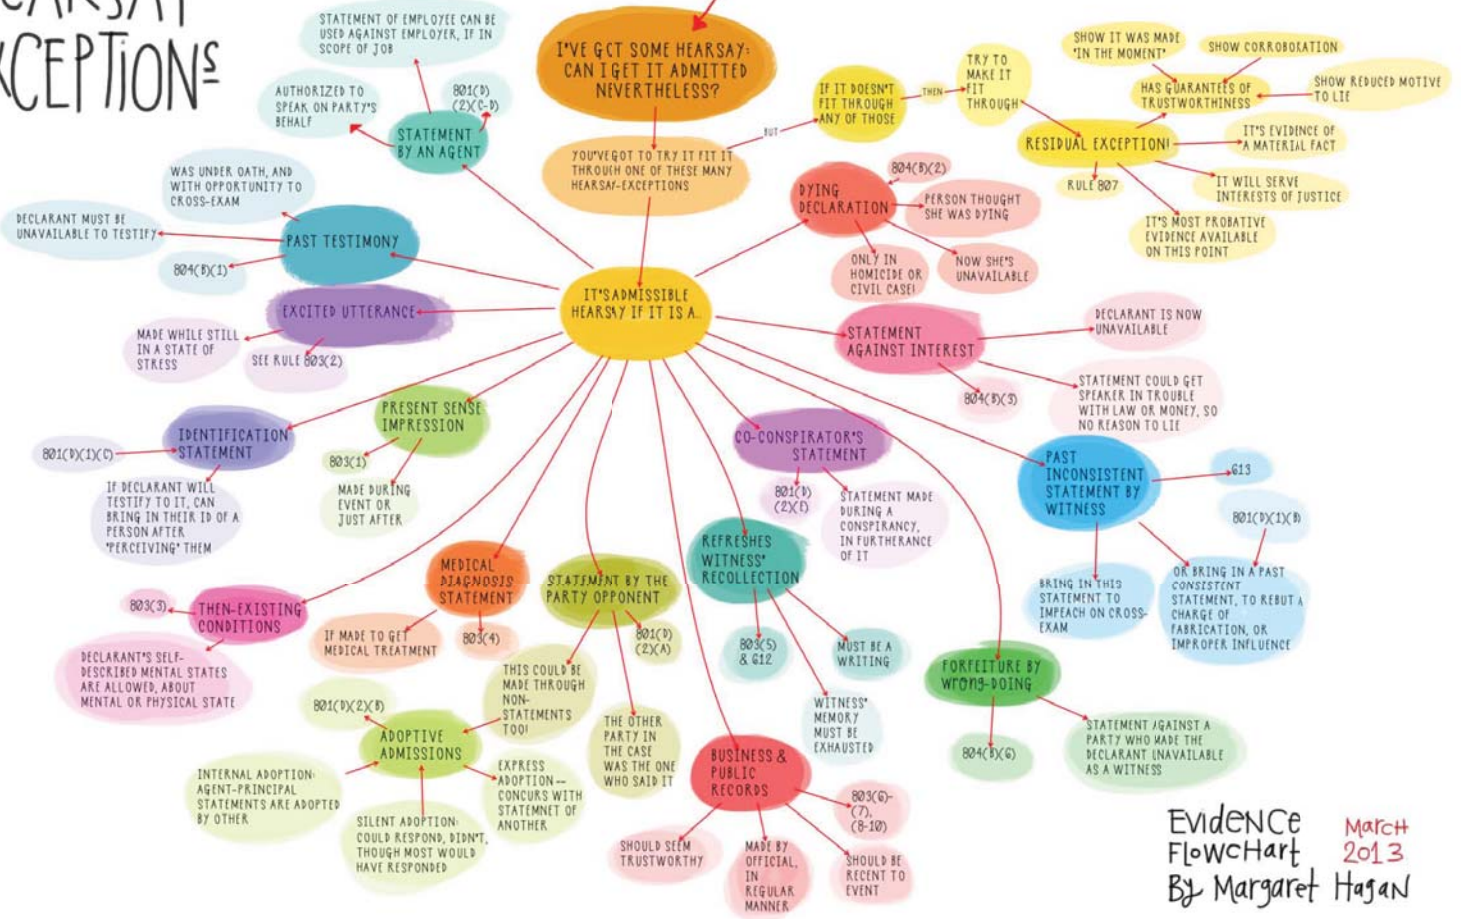 EARSAY
XCEPTIONS
STATEMENT OF EMPLOYEE CAN BE
USED AGAINST EMPLOYER, IF IN
SCOPE OF JOB
AUTHORIZED TO
SPEAK ON PARTY'S
BEHALF
801(D)
(2)(C-D)
STATEMENT
BY AN AGENT
I'VE GOT SOME HEARSAY:
CAN I GET IT ADMITTED
NEVERTHELESS?
YOU'VEGOT TO TRY IT FIT IT
THROUGH ONE OF THESE MANY
HEARSAY-EXCEPTIONS
BUT
IF IT DOESN'T
FIT THROUGH
ANY OF THOSE
THEN
TRY TO
MAKE IT
FIT
THROUGH
SHOW IT WAS MADE
"IN THE MOMENT"
SHOW CORROBORATION
HAS GUARANTEES OF
TRUSTWORTHINESS
SHOW REDUCED MOTIVE
TO LIE
RESIDUAL EXCEPTION!
IT'S EVIDENCE OF
A MATERIAL FACT
RULE 807
IT WILL SERVE
INTERESTS OF JUSTICE
IT'S MOST PROBATIVE
EVIDENCE AVAILABLE
ON THIS POINT
WAS UNDER OATH, AND
WITH OPPORTUNITY TO
CROSS-EXAM
DECLARANT MUST BE
UNAVAILABLE TO TESTIFY
PAST TESTIMONY
804(B)(1)
DYING
DECLARATION
804(B)(2)
PERSON THOUGHT
SHE WAS DYING
ONLY IN
HOMICIDE OR
CIVIL CASE!
NOW SHE'S
UNAVAILABLE
IT'S ADMISSIBLE
HEARSAY IF IT IS A...
EXCITED UTTERANCE
MADE WHILE STILL
IN A STATE OF
STRESS
SEE RULE 803(2)
STATEMENT
AGAINST INTEREST
DECLARANT IS NOW
UNAVAILABLE
804(B)(3)
STATEMENT COULD GET
SPEAKER IN TROUBLE
WITH LAW OR MONEY, SO
NO REASON TO LIE
PRESENT SENSE
IMPRESSION
803(1)
MADE DURING
EVENT OR
JUST AFTER
IDENTIFICATION
STATEMENT
801(D)(1)(C)
IF DECLARANT WILL
TESTIFY TO IT, CAN
BRING IN THEIR ID OF A
PERSON AFTER
"PERCEIVING" THEM
CO-CONSPIRATOR'S
STATEMENT
801(D)
(2)(E)
STATEMENT MADE
DURING A
CONSPIRANCY,
IN FURTHERANCE
OF IT
PAST
INCONSISTENT
STATEMENT BY
WITNESS
613
801(D)(1)(B)
BRING IN THIS
STATEMENT TO
IMPEACH ON CROSS-
EXAM
OR BRING IN A PAST
CONSISTENT
STATEMENT, TO REBUT A
CHARGE OF
FABRICATION, OR
IMPROPER INFLUENCE
REFRESHES
WITNESS'
RECOLLECTION
803(5)
& 612
MUST BE A
WRITING
WITNESS'
MEMORY
MUST BE
EXHAUSTED
MEDICAL
DIAGNOSIS
STATEMENT
IF MADE TO GET
MEDICAL TREATMENT
803(4)
STATEMENT BY THE
PARTY OPPONENT
801(D)
(2)(A)
THIS COULD BE
MADE THROUGH
NON-
STATEMENTS
TOO!
THE OTHER
PARTY IN
THE CASE
WAS THE ONE
WHO SAID IT
THEN-EXISTING
CONDITIONS
803(3)
DECLARANT'S SELF-
DESCRIBED MENTAL STATES
ARE ALLOWED, ABOUT
MENTAL OR PHYSICAL STATE
801(D)(2)(B)
ADOPTIVE
ADMISSIONS
INTERNAL ADOPTION:
AGENT-PRINCIPAL
STATEMENTS ARE ADOPTED
BY OTHER
SILENT ADOPTION:
COULD RESPOND, DIDN'T,
THOUGH MOST WOULD
HAVE RESPONDED
EXPRESS
ADOPTION --
CONCURS WITH
STATEMNET OF
ANOTHER
BUSINESS &
PUBLIC
RECORDS
803(6)-
(7),
(8-10)
SHOULD SEEM
TRUSTWORTHY
MADE BY
OFFICIAL,
IN
REGULAR
MANNER
SHOULD BE
RECENT TO
EVENT
FORFEITURE BY
WRONG-DOING
804(B)(6)
STATEMENT AGAINST A
PARTY WHO MADE THE
DECLARANT UNAVAILABLE
AS A WITNESS
EVIDENCE
FLOWCHART
By Margaret Hagan
MARCH
2013